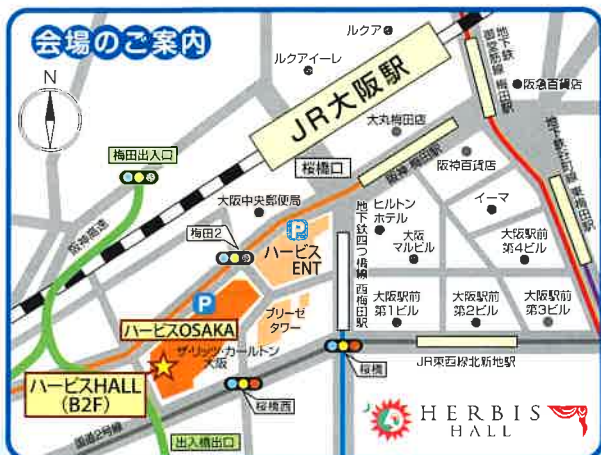 会場のご案内
N
ルクア
ルクアイーレ
JR大阪駅
地下鉄
御堂筋線 梅田駅
阪急百貨店
大丸梅田店
梅田出入口
桜橋口
阪神 梅田駅
阪神百貨店
地下鉄谷町線 東梅田駅
大阪中央郵便局
ヒルトン
ホテル
イーマ
梅田2
P
ハービス
ENT
地下鉄四つ橋線 西梅田駅
大阪
マルビル
大阪駅前
第4ビル
阪神高速
P
ハービスOSAKA
ブリーゼ
タワー
大阪駅前
第1ビル
大阪駅前
第2ビル
大阪駅前
第3ビル
ザ・リッツ・カールトン
大阪
桜橋
JR東西線北新地駅
ハービスHALL
(B2F)
桜橋西
国道2号線
出入橋出口
HERBIS
HALL